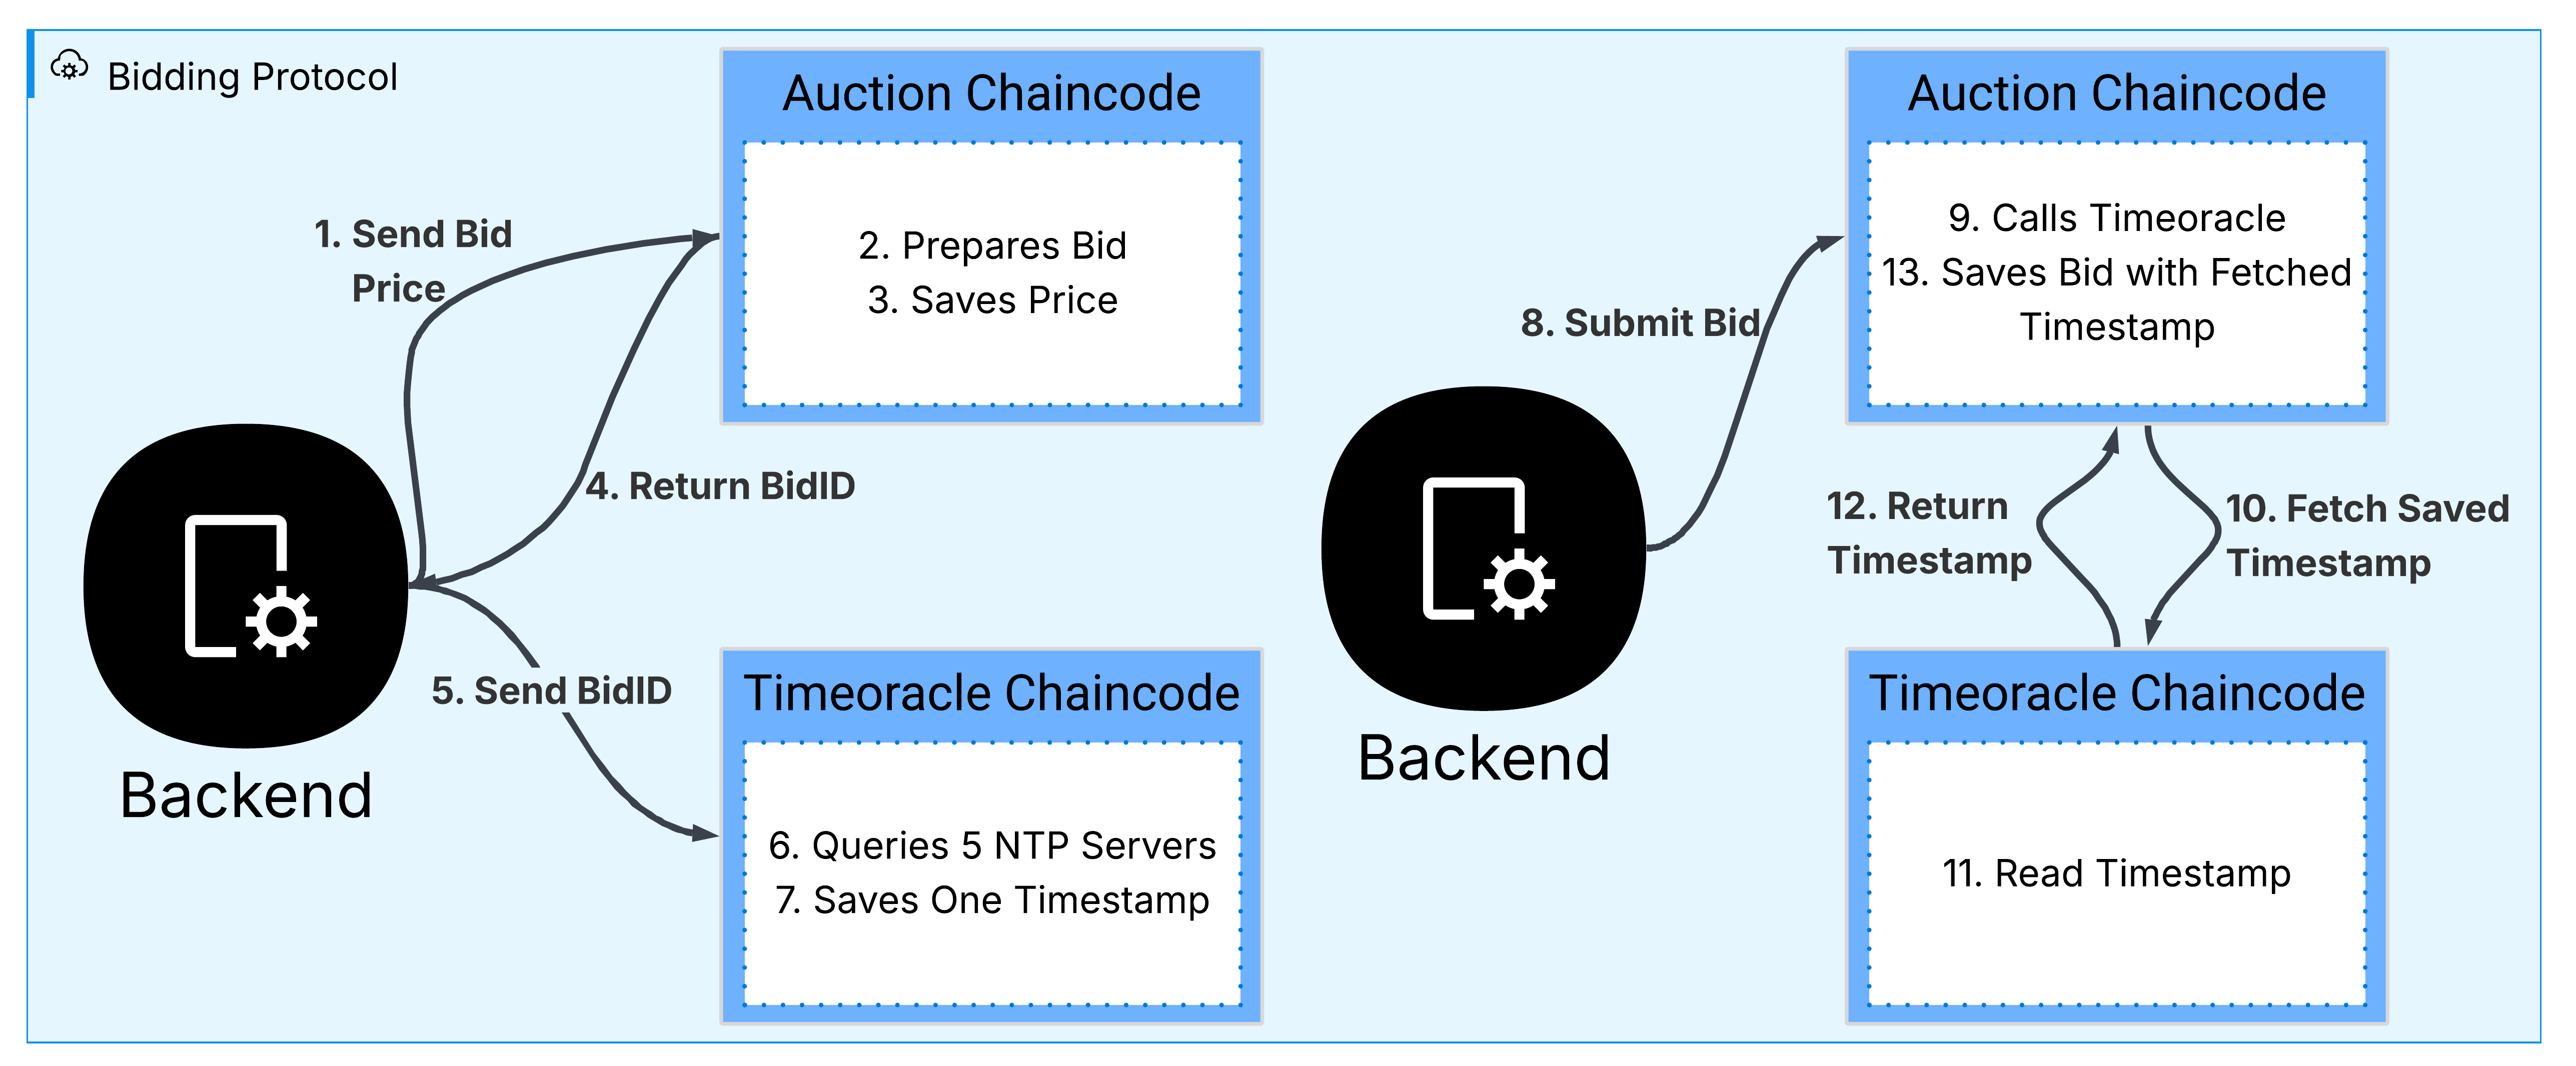 Bidding Protocol
Auction Chaincode
1. Send Bid
Price
2. Prepares Bid
3. Saves Price
4. Return BidID
Backend
5. Send BidID
Timeoracle Chaincode
6. Queries 5 NTP Servers
7. Saves One Timestamp
Auction Chaincode
8. Submit Bid
9. Calls Timeoracle
13. Saves Bid with Fetched
Timestamp
Backend
12. Return
Timestamp
10. Fetch Saved
Timestamp
Timeoracle Chaincode
11. Read Timestamp